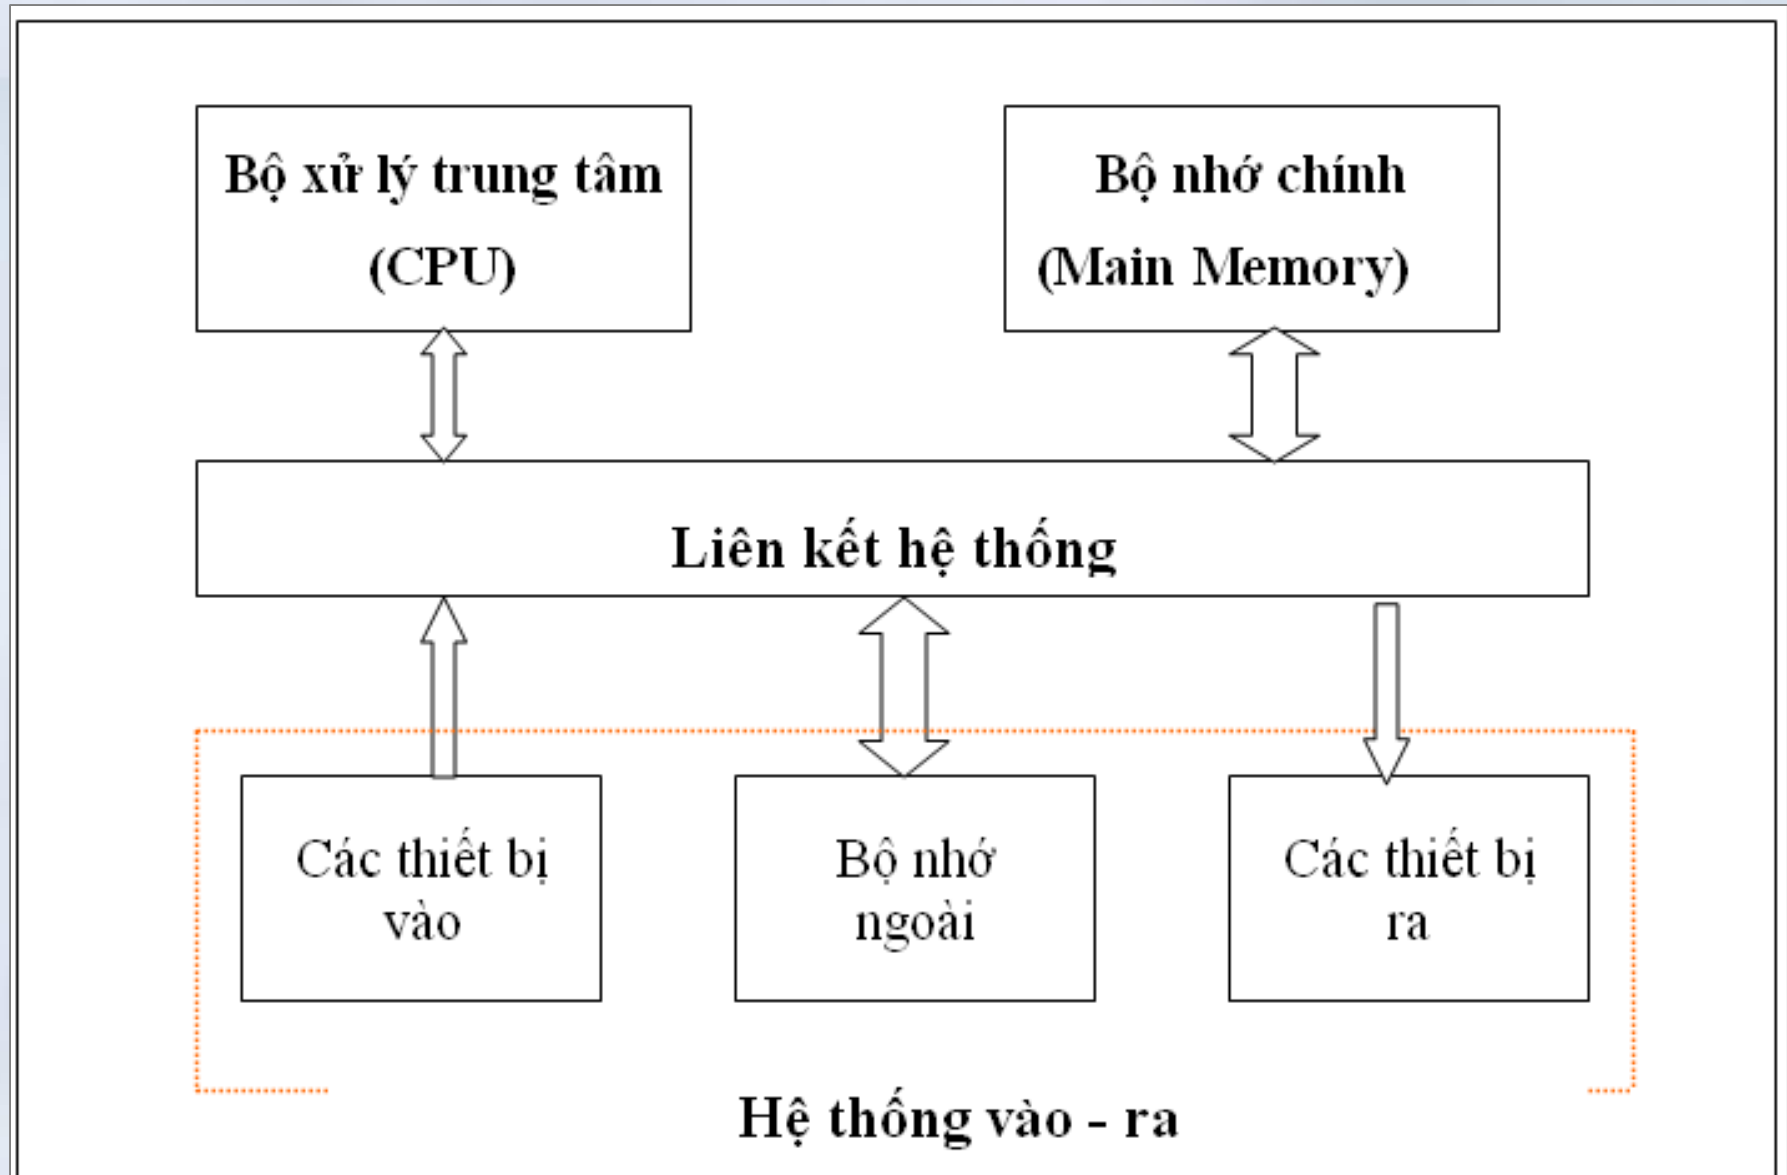 Bộ xử lý trung tâm
(CPU)
Bộ nhớ chính
(Main Memory)
Liên kết hệ thống
Các thiết bị
vào
Bộ nhớ
ngoài
Các thiết bị
ra
Hệ thống vào - ra